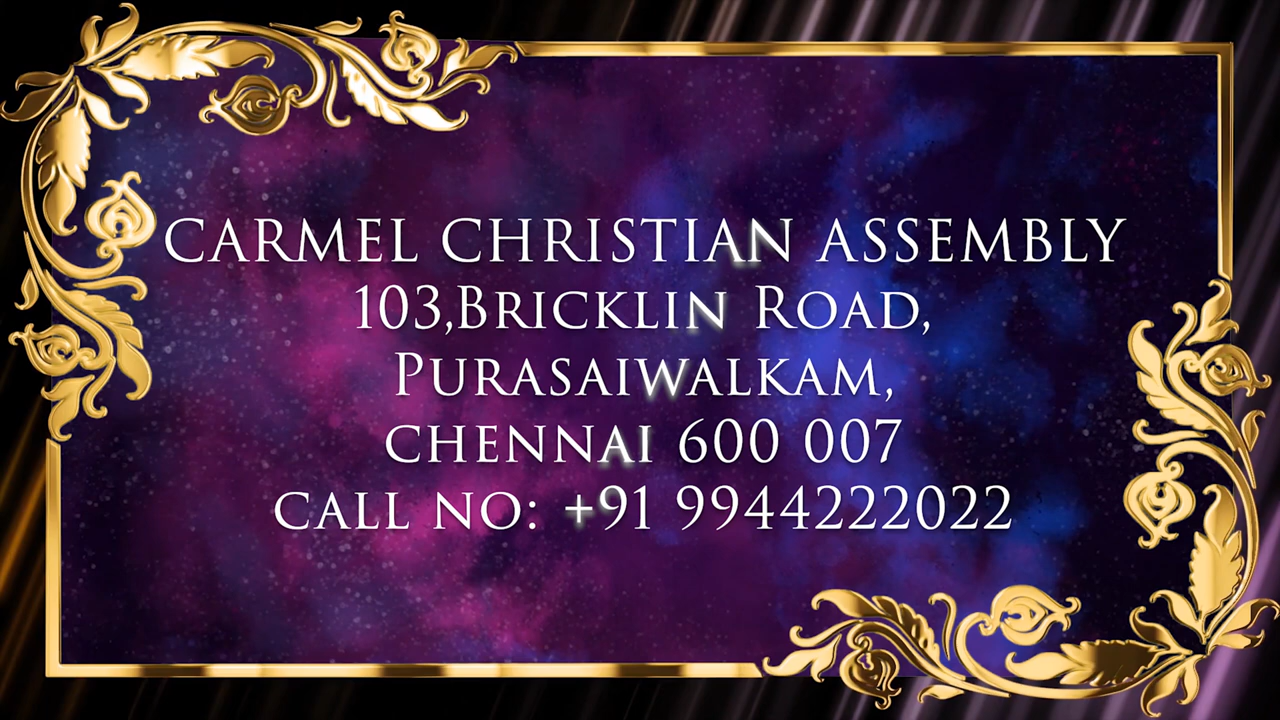 CARMEL CHRISTIAN ASSEMBLY
103,Bricklin Road,
Purasaiwalkam,
chennai 600 007
call no: +91 9944222022